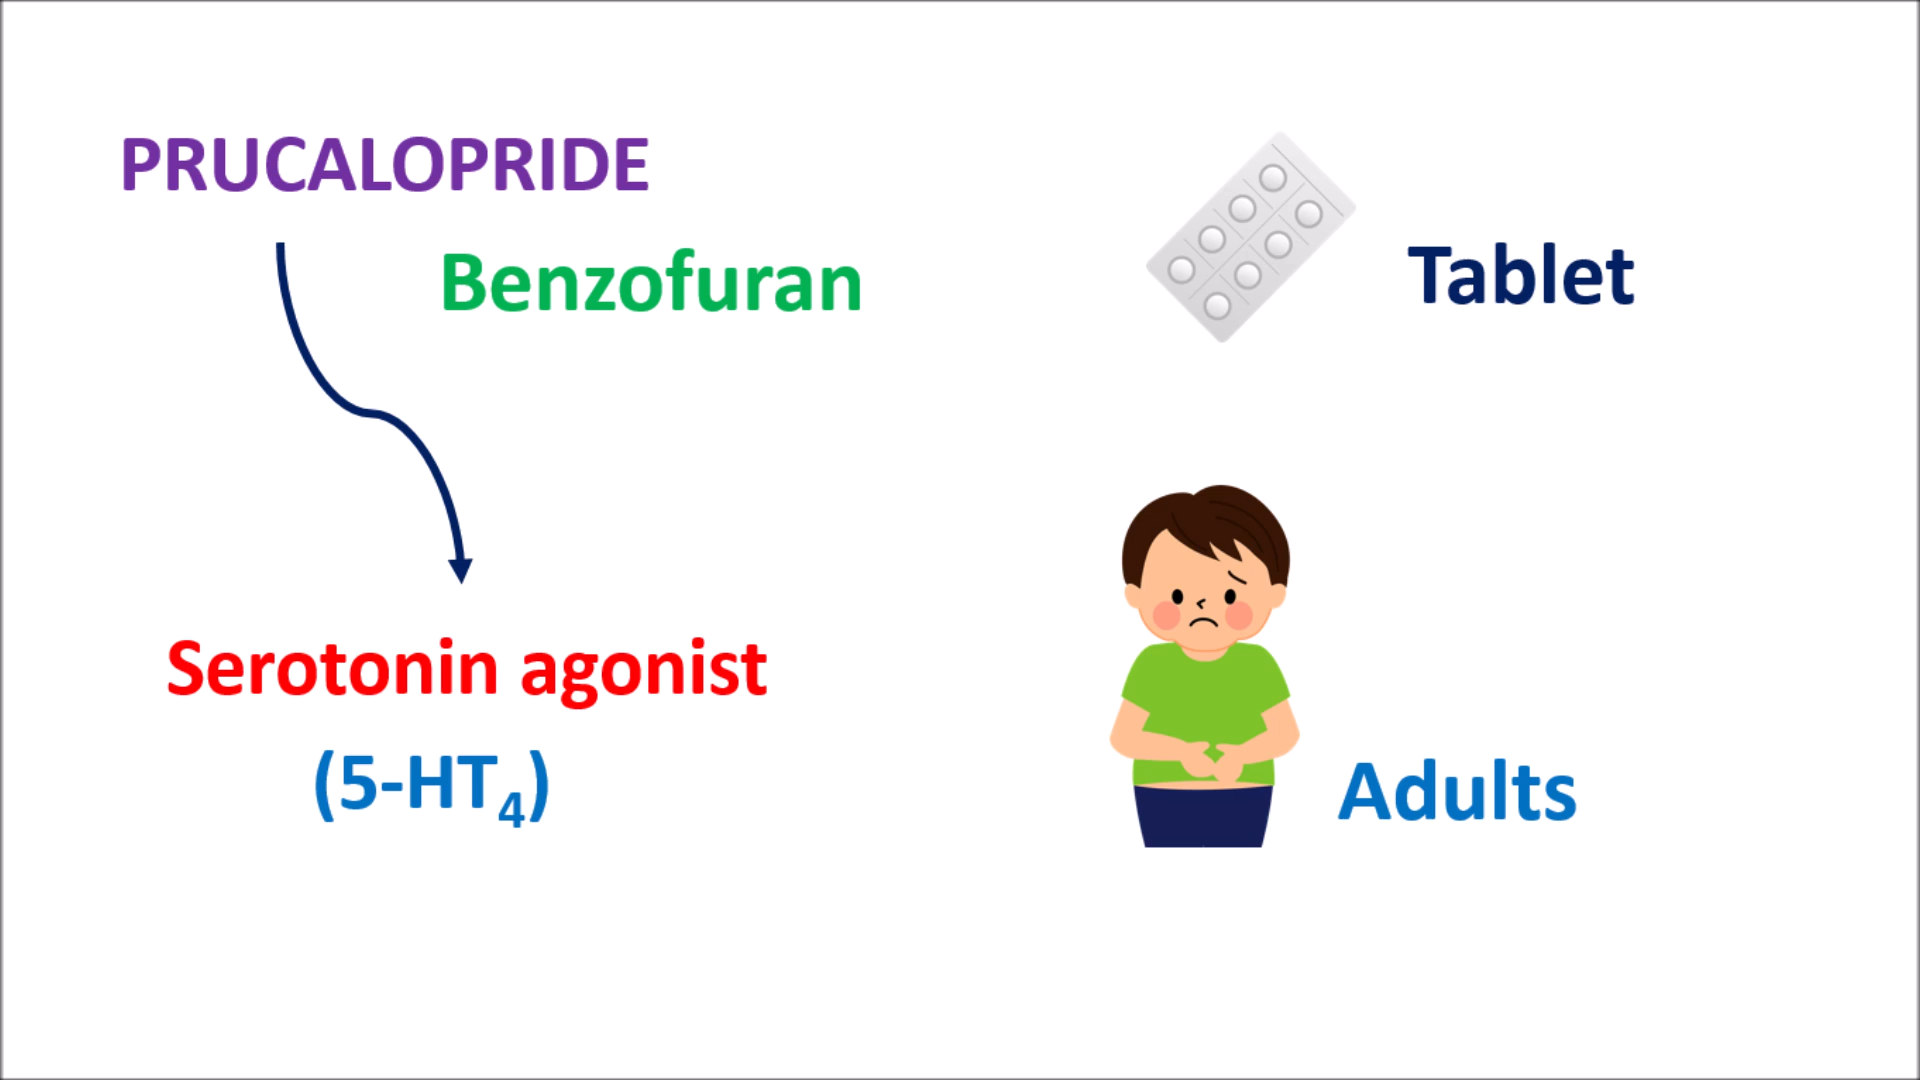 PRUCALOPRIDE
Benzofuran
Serotonin agonist
(5-HT₄)
Tablet
Adults